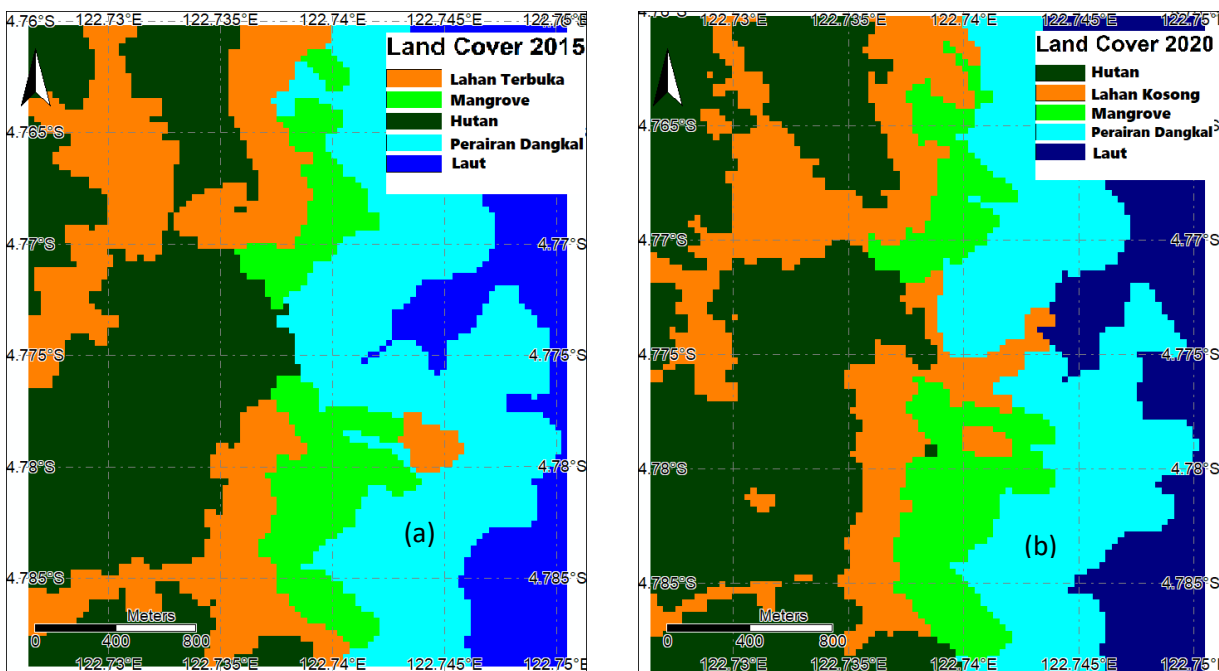 4.76°S 122.73°E 122.735°E 122.74°E 122.745°E 122.75°E
Land Cover 2015
Lahan Terbuka
Mangrove
Hutan
Perairan Dangkal
Laut
4.765°S
4.77°S 4.77°S
4.775°S 4.775°S
4.78°S 4.78°S
(a)
4.785°S 4.785°S
Meters
0 400 800
122.73°E 122.735°E 122.74°E 122.745°E 122.75°E
4.76°S 122.73°E 122.735°E 122.74°E 122.745°E 122.75°E
Land Cover 2020
Hutan
Lahan Kosong
Mangrove
Perairan Dangkal
Laut
4.765°S
4.77°S 4.77°S
4.775°S 4.775°S
4.78°S 4.78°S
(b)
4.785°S 4.785°S
Meters
0 400 800
122.73°E 122.735°E 122.74°E 122.745°E 122.75°E